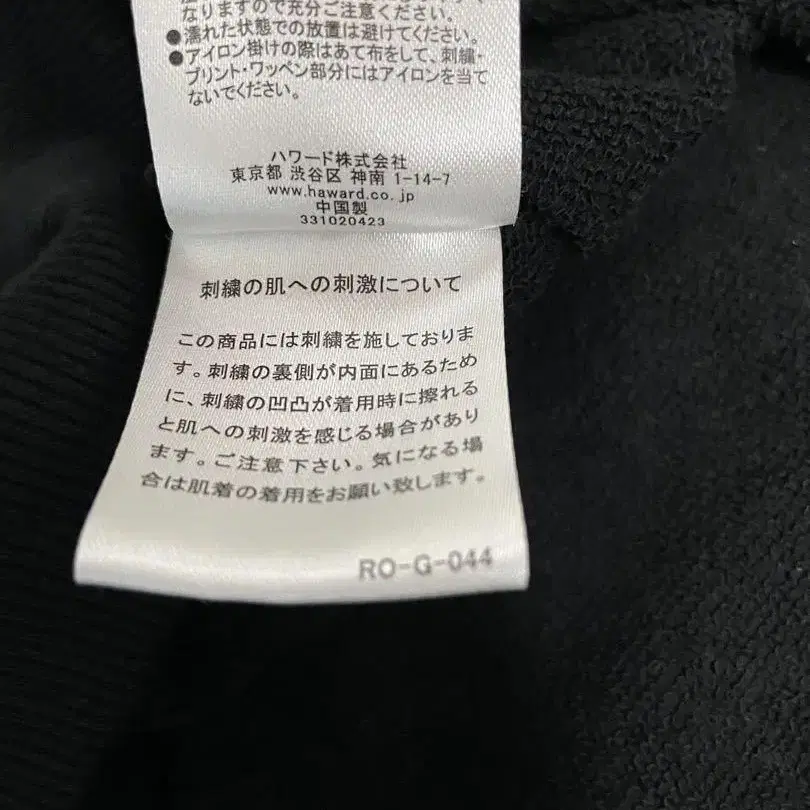 なりますので充分ご注意ください。
●濡れた状態での放置は避けてください。
●アイロン掛けの際はあて布をして、刺繍・
プリント・ワッペン部分にはアイロンを当て
ないでください。
ハワード株式会社
東京都 渋谷区 神南 1-14-7
www.haward.co.jp
中国製
331020423
刺繍の肌への刺激について
この商品には刺繍を施しておりま
す。刺繍の裏側が内面にあるため
に、刺繍の凹凸が着用時に擦れる
と肌への刺激を感じる場合があり
ます。ご注意下さい。気になる場
合は肌着の着用をお願い致します。
RO-G-044